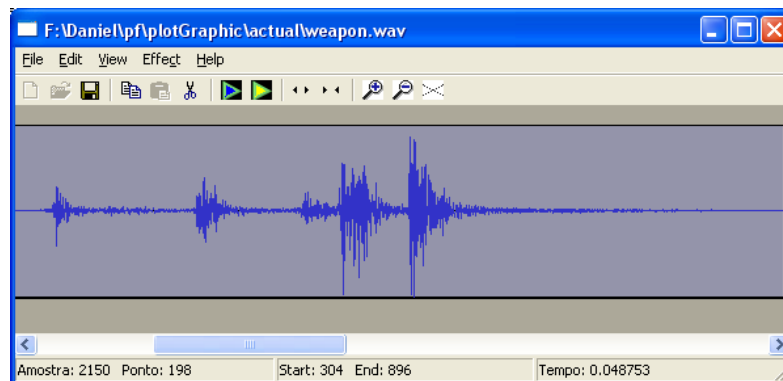 F:\Daniel\pf\plotGraphic\actual\weapon.wav
File Edit View Effect Help
Amostra: 2150 Ponto: 198 Start: 304 End: 896 Tempo: 0.048753